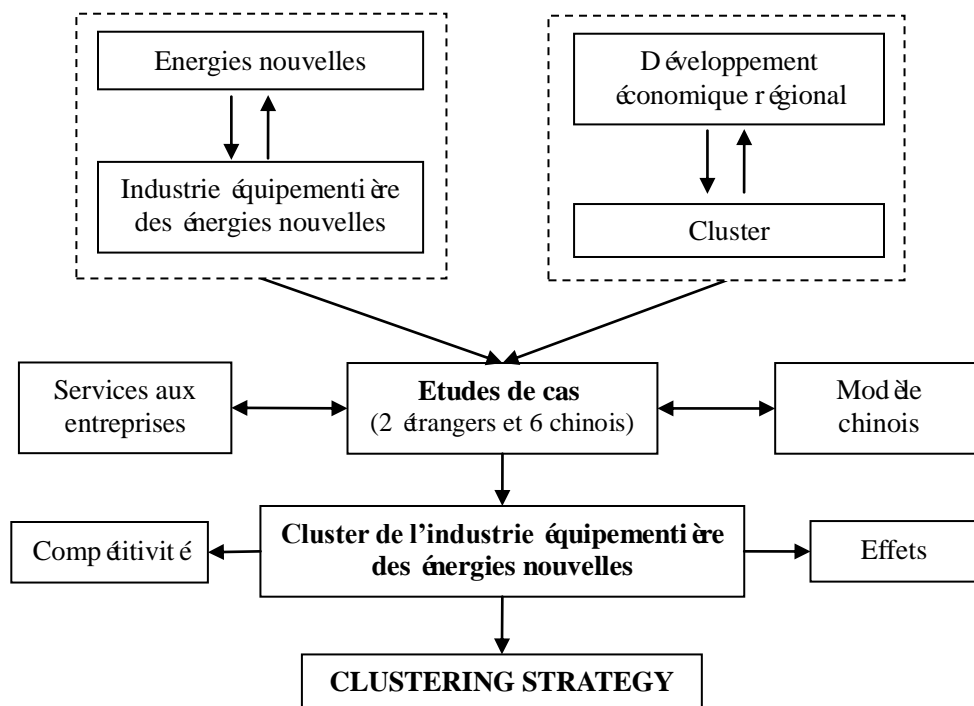 Energies nouvelles
Industrie équipementière
des énergies nouvelles
Développement
économique régional
Cluster
Services aux
entreprises
Etudes de cas
(2 étrangers et 6 chinois)
Modèle
chinois
Compétitivité
Cluster de l'industrie équipementière
des énergies nouvelles
Effets
CLUSTERING STRATEGY